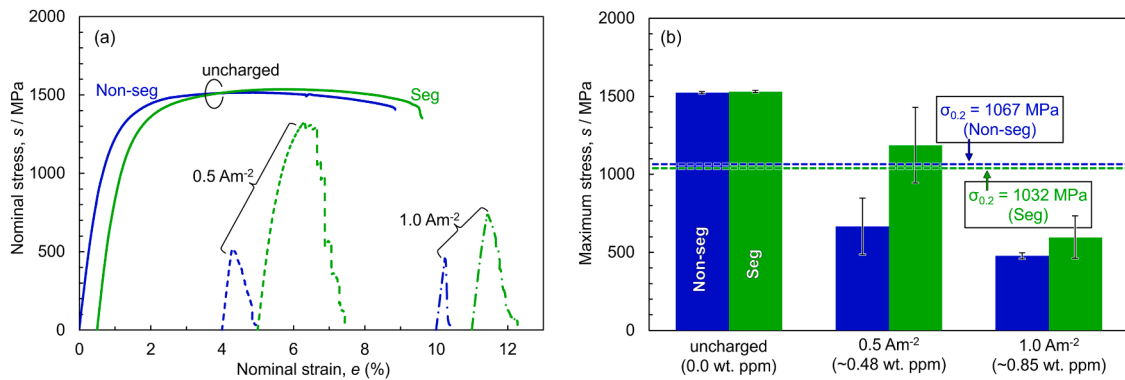 (a)
2000
1500
1000
500
0
Nominal stress, s / MPa
uncharged
Non-seg
Seg
0.5 Am-2
1.0 Am-2
0 2 4 6 8 10 12
Nominal strain, e (%)
(b)
2000
1500
1000
500
0
Maximum stress, s / MPa
σ0.2 = 1067 MPa
(Non-seg)
σ0.2 = 1032 MPa
(Seg)
Non-seg
Seg
uncharged
(0.0 wt. ppm)
0.5 Am-2
(~0.48 wt. ppm)
1.0 Am-2
(~0.85 wt. ppm)